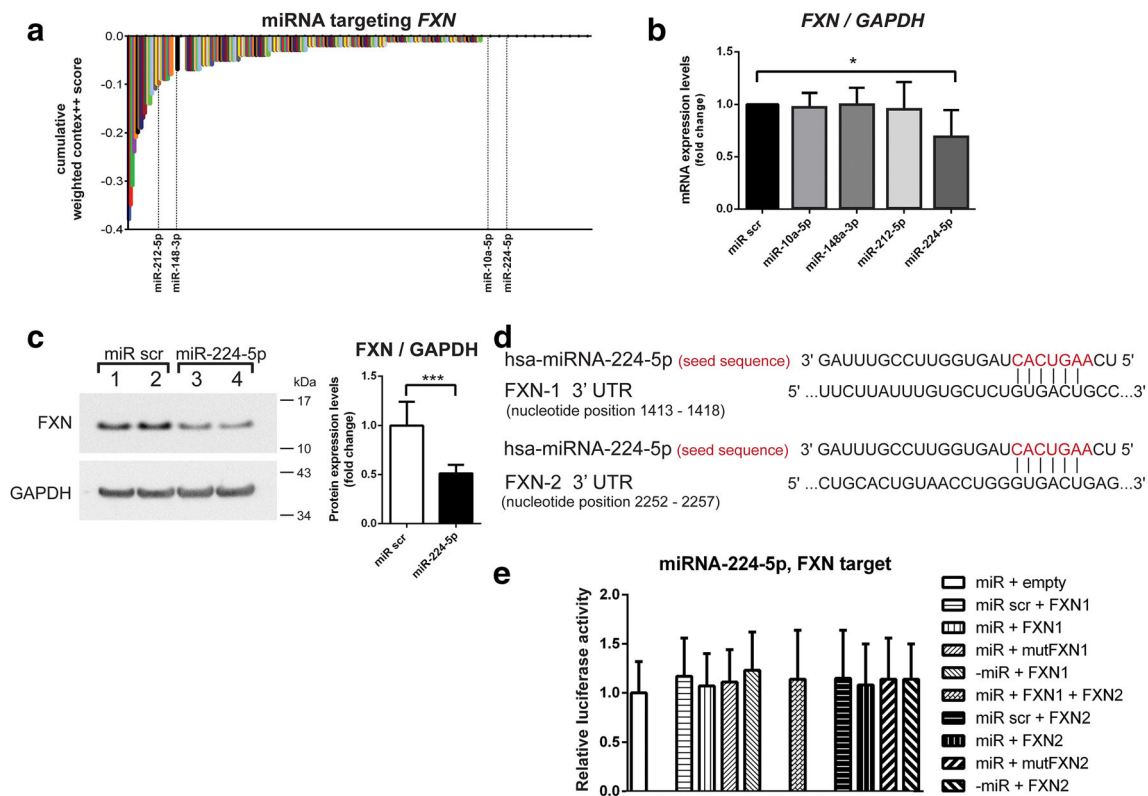 a
miRNA targeting FXN
cumulative
weighted contex++ score
0.0
-0.1
-0.2
-0.3
-0.4
miR-212-5p
miR-148-3p
miR-10a-5p
miR-224-5p
b
FXN / GAPDH
mRNA expression levels
(fold change)
1.5
1.0
0.5
0.0
*
miR scr
miR-10a-5p
miR-148a-3p
miR-212-5p
miR-224-5p
c
miR scr miR-224-5p
1 2 3 4
kDa
FXN
17
10
GAPDH
43
34
FXN / GAPDH
Protein expression levels
(fold change)
1.5
1.0
0.5
0.0
***
miR scr
miR-224-5p
d
hsa-miRNA-224-5p (seed sequence) 3' GAUUUGCCUUGGUGAUCACUGAACU 5'
FXN-1 3' UTR 5' ...UUCUUAUUUGUGCUCUGUGACUGCC...3'
(nucleotide position 1413 - 1418)
hsa-miRNA-224-5p (seed sequence) 3' GAUUUGCCUUGGUGAUCACUGAACU 5'
FXN-2 3' UTR 5' ...CUGCACUGUAACCUGGGUGACUGAG...3'
(nucleotide position 2252 - 2257)
e
miRNA-224-5p, FXN target
Relative luciferase activity
2.0
1.5
1.0
0.5
0.0
miR + empty
miR scr + FXN1
miR + FXN1
miR + mutFXN1
-miR + FXN1
miR + FXN1 + FXN2
miR scr + FXN2
miR + FXN2
miR + mutFXN2
-miR + FXN2